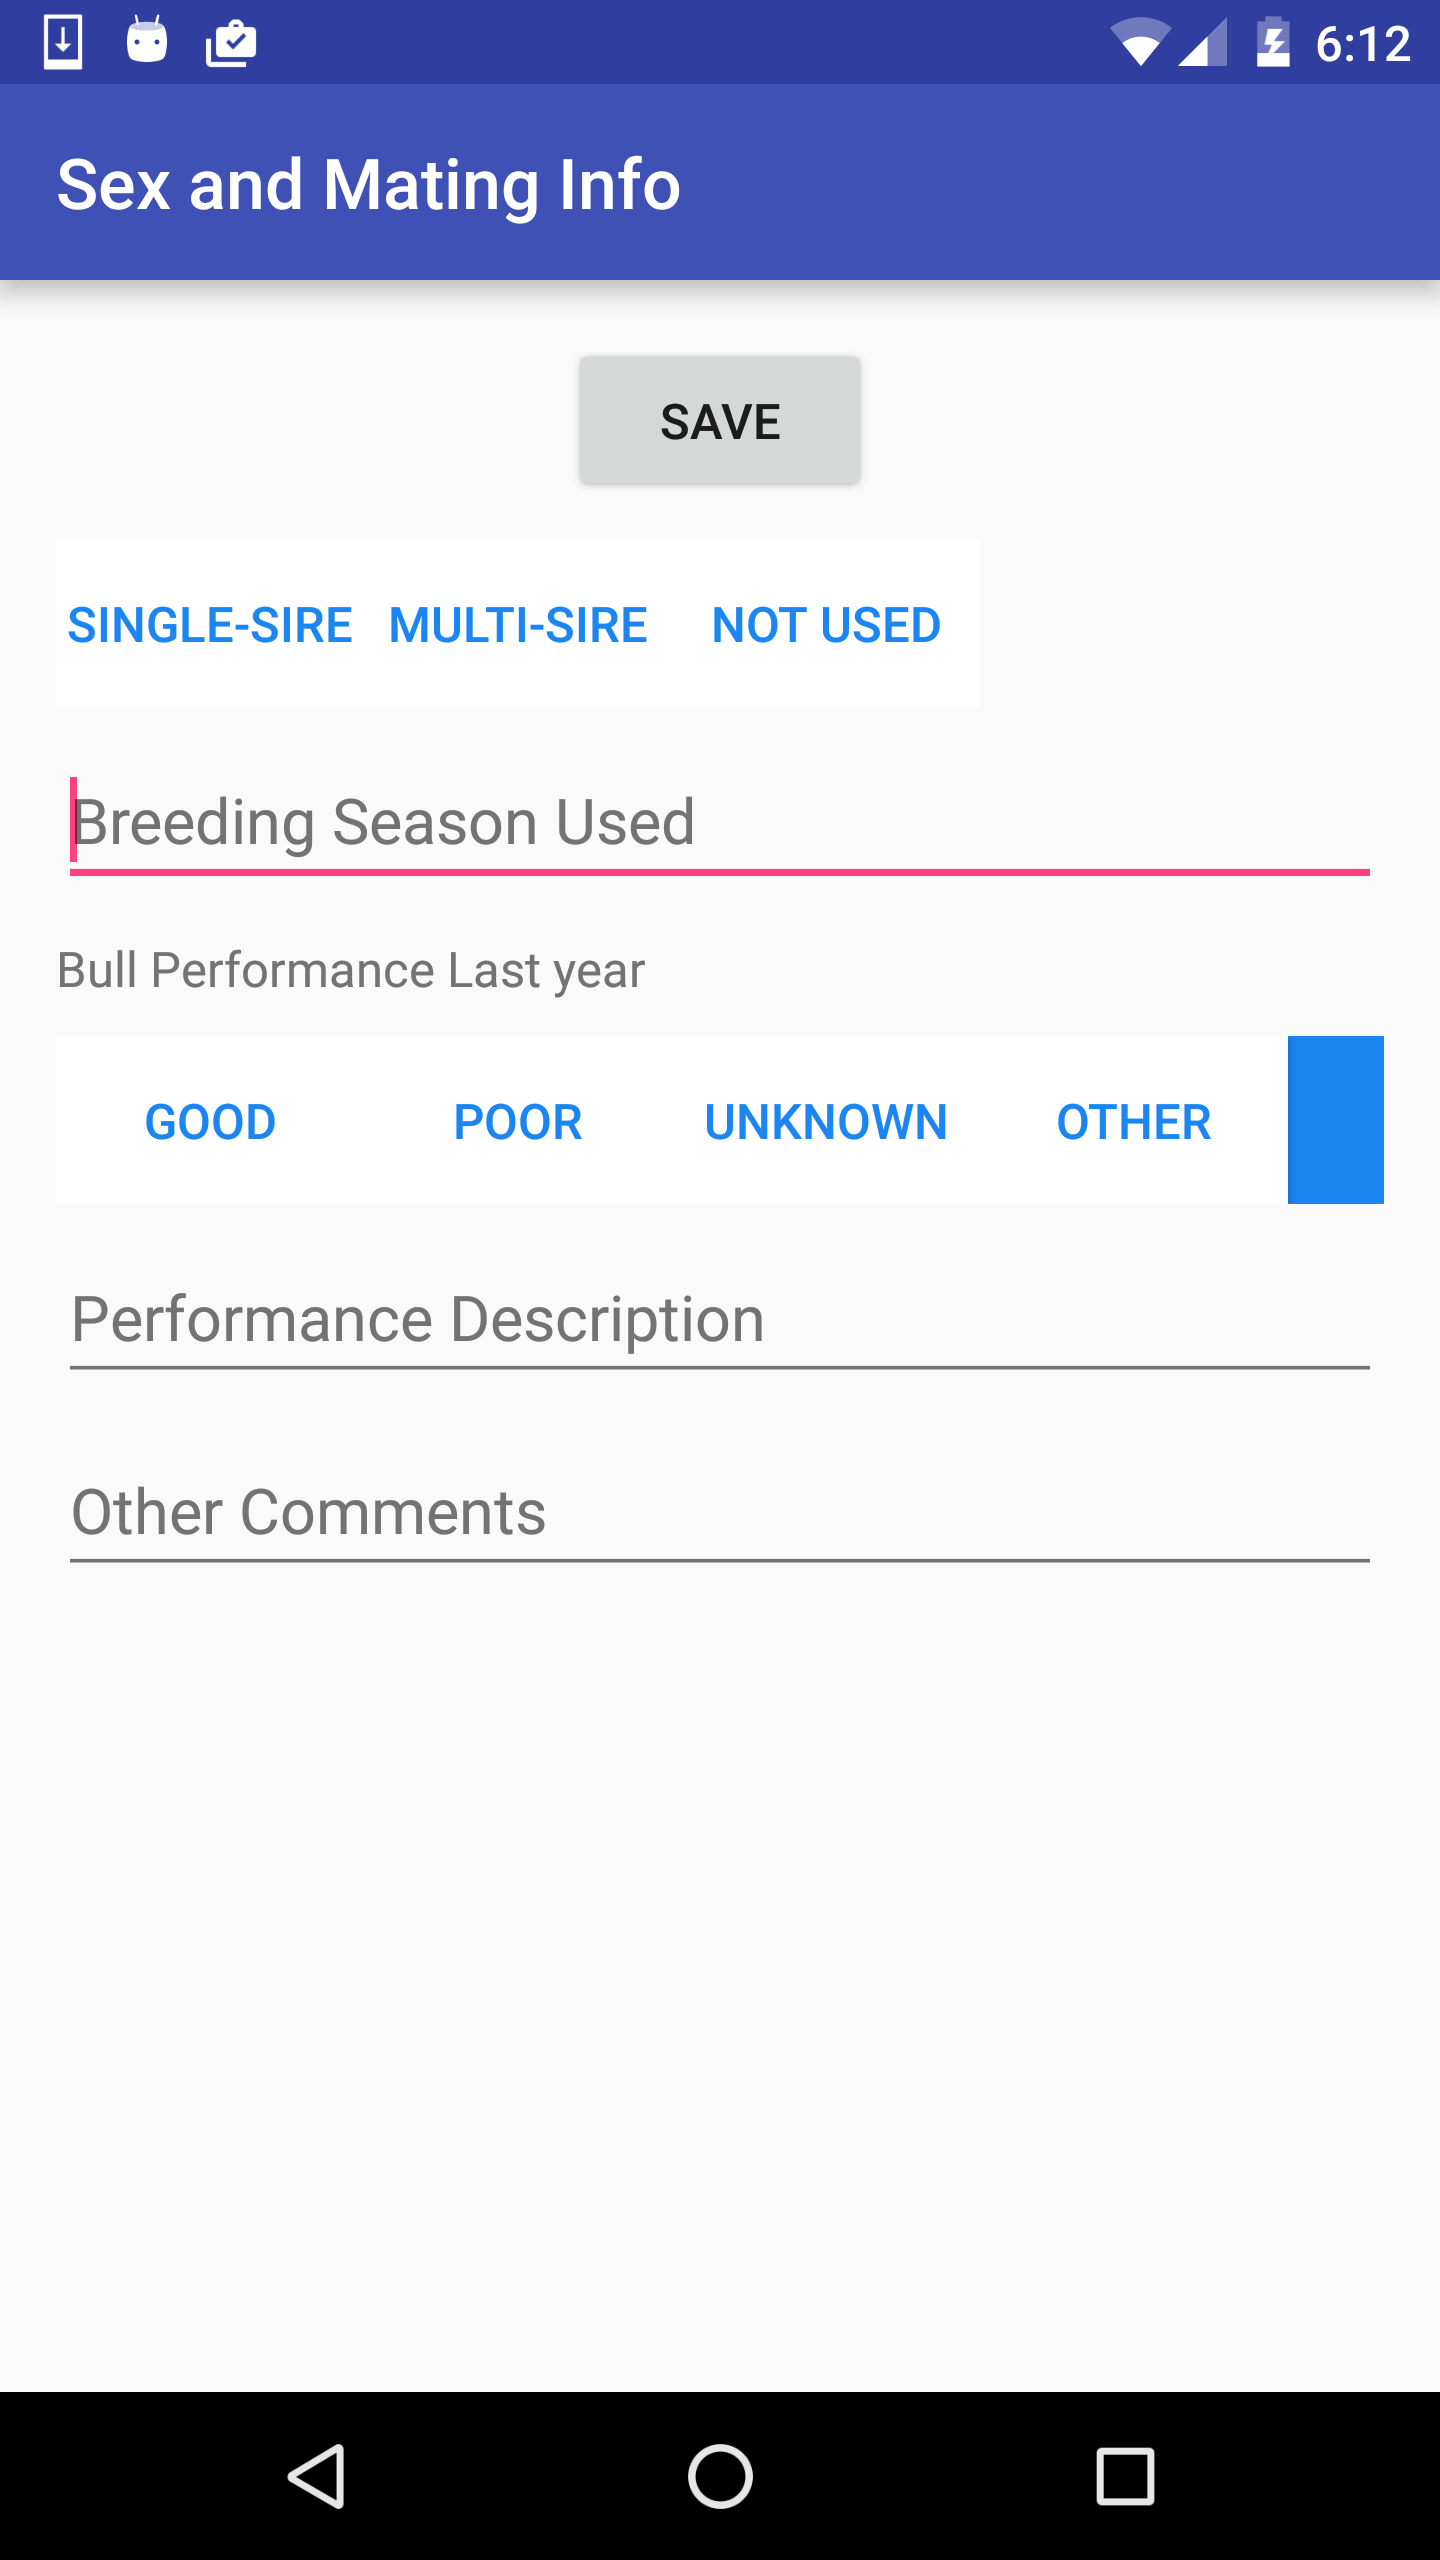 6:12
Sex and Mating Info
SAVE
SINGLE-SIRE MULTI-SIRE NOT USED
Breeding Season Used
Bull Performance Last year
GOOD POOR UNKNOWN OTHER
Performance Description
Other Comments